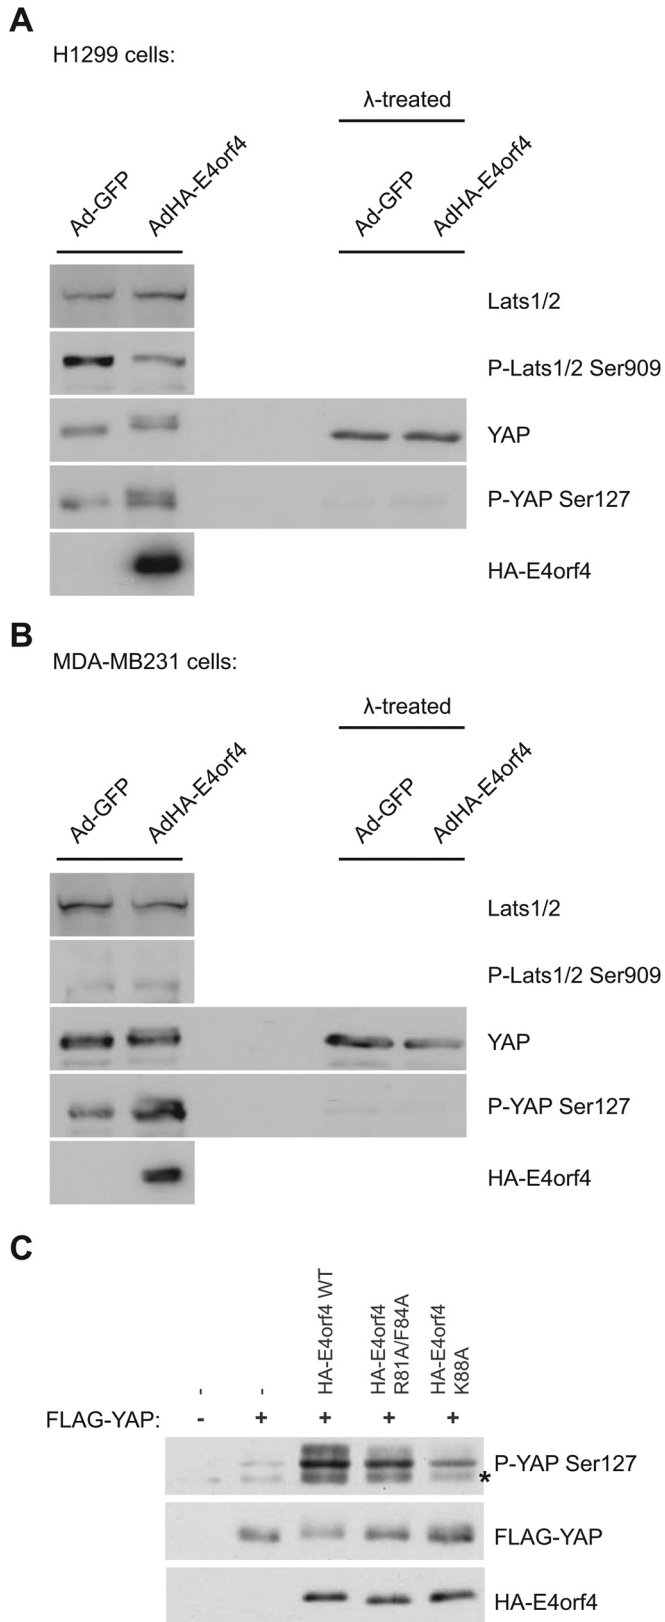 A
H1299 cells:
λ-treated
Ad-GFP
AdHA-E4orf4
Ad-GFP
AdHA-E4orf4
Lats1/2
P-Lats1/2 Ser909
YAP
P-YAP Ser127
HA-E4orf4
B
MDA-MB231 cells:
λ-treated
Ad-GFP
AdHA-E4orf4
Ad-GFP
AdHA-E4orf4
Lats1/2
P-Lats1/2 Ser909
YAP
P-YAP Ser127
HA-E4orf4
C
-
-
HA-E4orf4 WT
HA-E4orf4
R81A/F84A
HA-E4orf4
K88A
FLAG-YAP: - + + + +
P-YAP Ser127
*
FLAG-YAP
HA-E4orf4